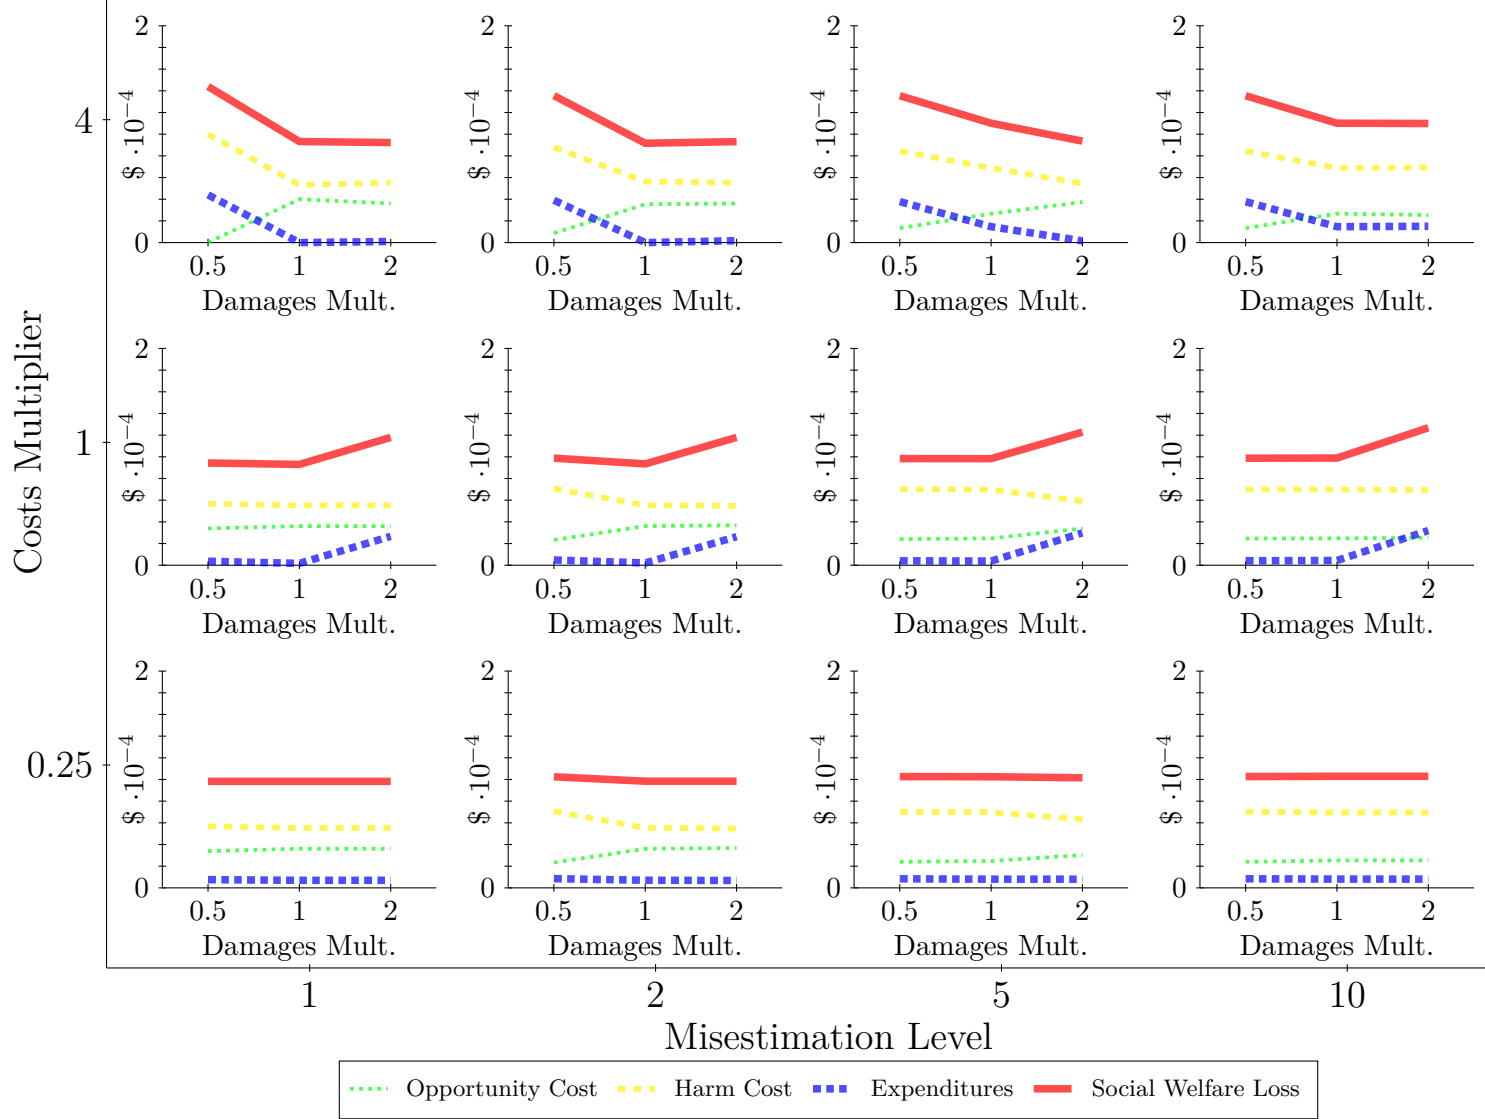 2 2 2 2
$ ·10−4 $ ·10−4 $ ·10−4 $ ·10−4
4
0 0 0 0
0.5 1 2 0.5 1 2 0.5 1 2 0.5 1 2
Damages Mult. Damages Mult. Damages Mult. Damages Mult.
Costs Multiplier
2 2 2 2
$ ·10−4 $ ·10−4 $ ·10−4 $ ·10−4
1
0 0 0 0
0.5 1 2 0.5 1 2 0.5 1 2 0.5 1 2
Damages Mult. Damages Mult. Damages Mult. Damages Mult.
2 2 2 2
$ ·10−4 $ ·10−4 $ ·10−4 $ ·10−4
0.25
0 0 0 0
0.5 1 2 0.5 1 2 0.5 1 2 0.5 1 2
Damages Mult. Damages Mult. Damages Mult. Damages Mult.
1 2 5 10
Misestimation Level
Opportunity Cost Harm Cost Expenditures Social Welfare Loss